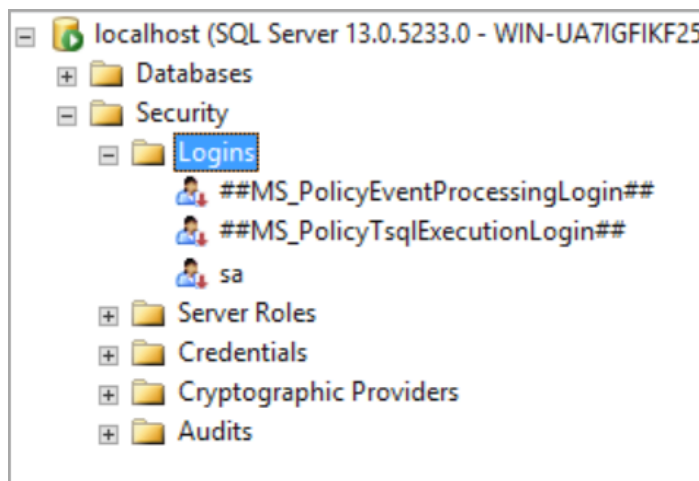 localhost (SQL Server 13.0.5233.0 - WIN-UA7IGFIKF25
Databases
Security
Logins
##MS_PolicyEventProcessingLogin##
##MS_PolicyTsqlExecutionLogin##
sa
Server Roles
Credentials
Cryptographic Providers
Audits